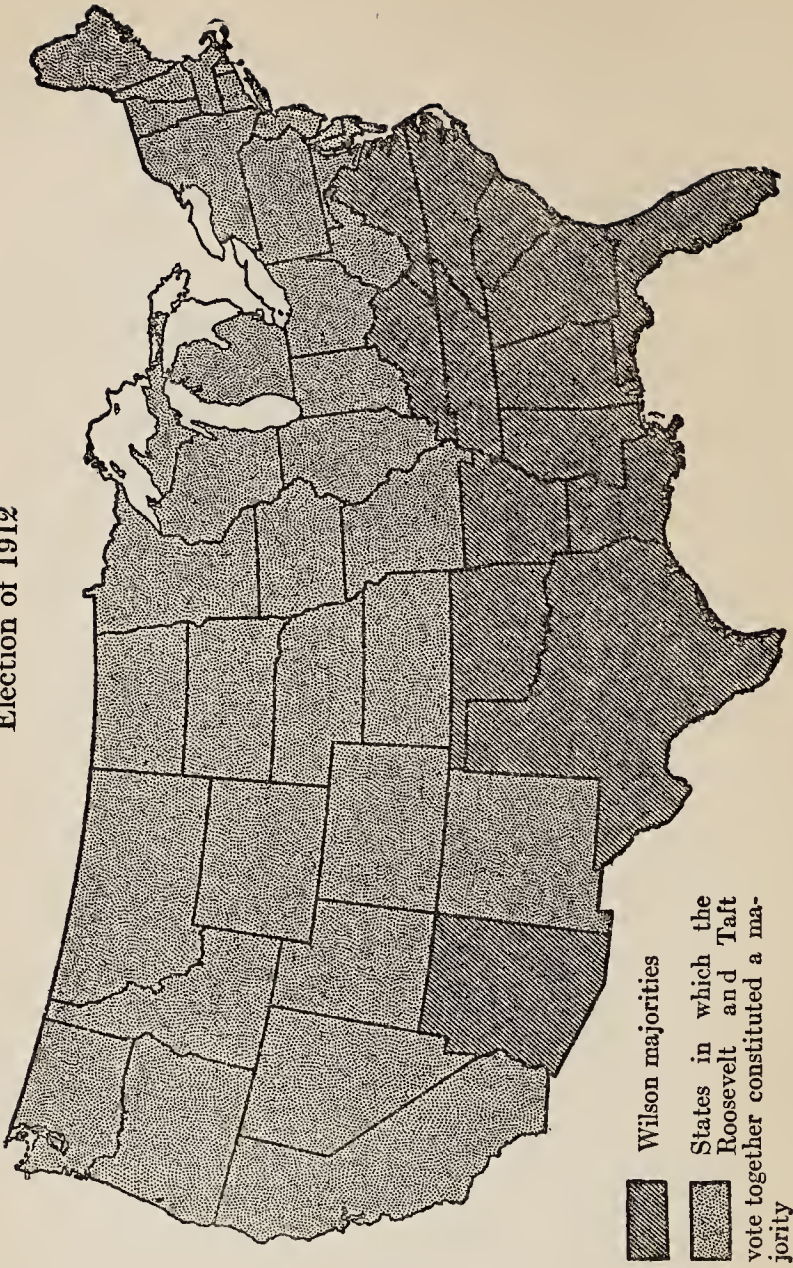 Election of 1912
Wilson majorities
States in which the
Roosevelt and Taft
vote together constituted a ma-
jority